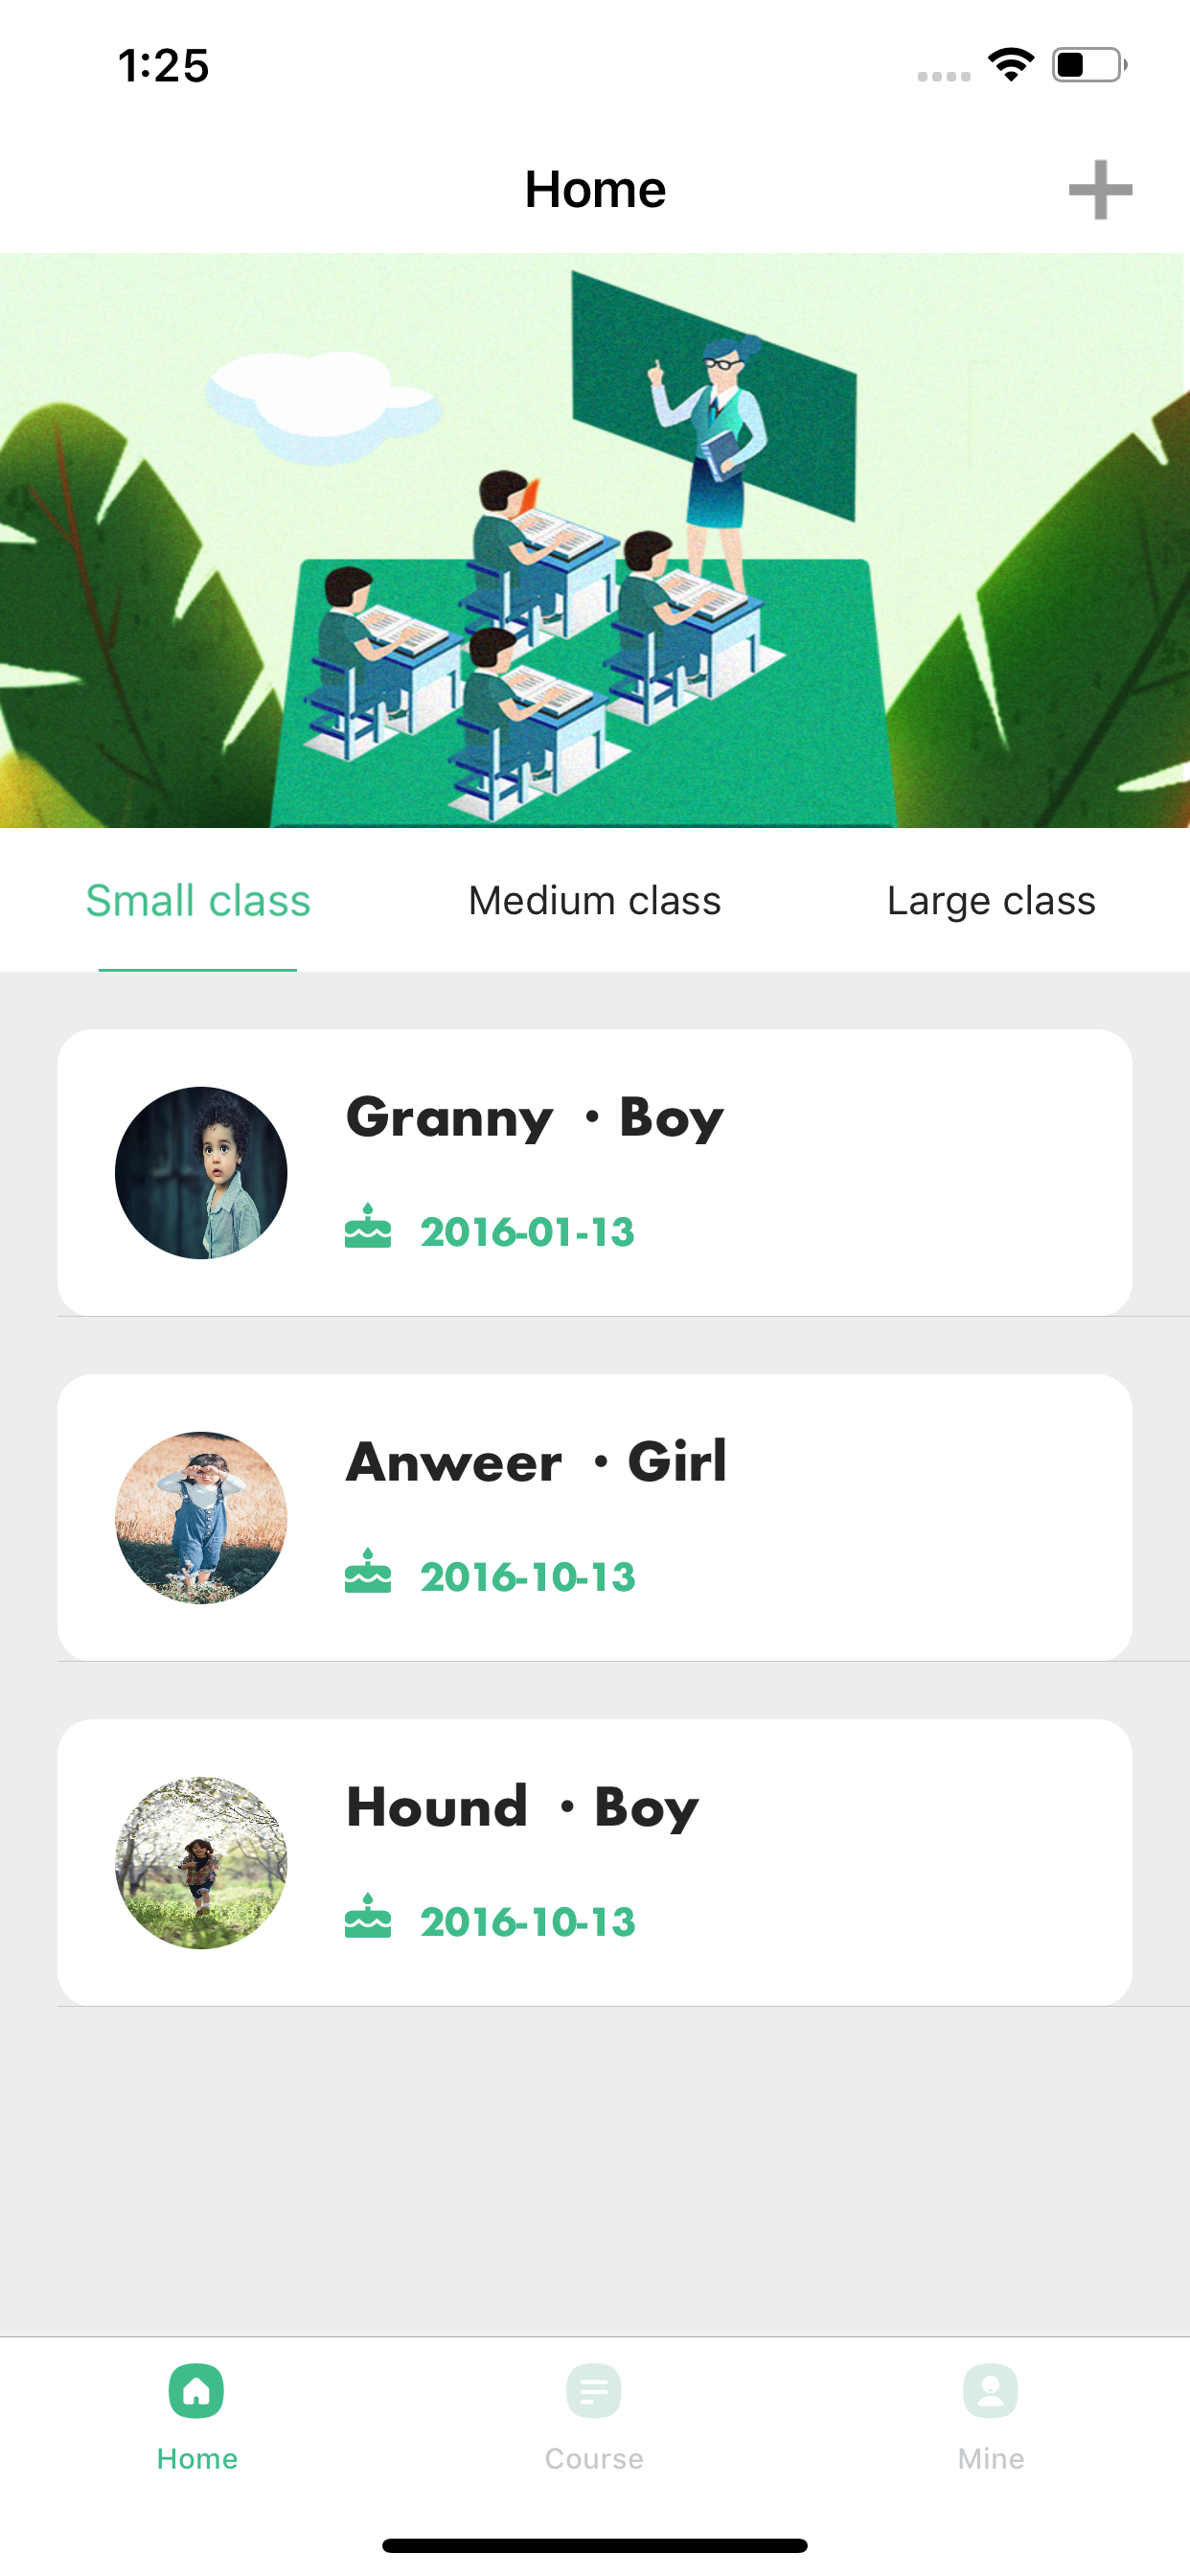 1:25
Home
Small class
Medium class
Large class
Granny · Boy
2016-01-13
Anweer · Girl
2016-10-13
Hound · Boy
2016-10-13
Home
Course
Mine